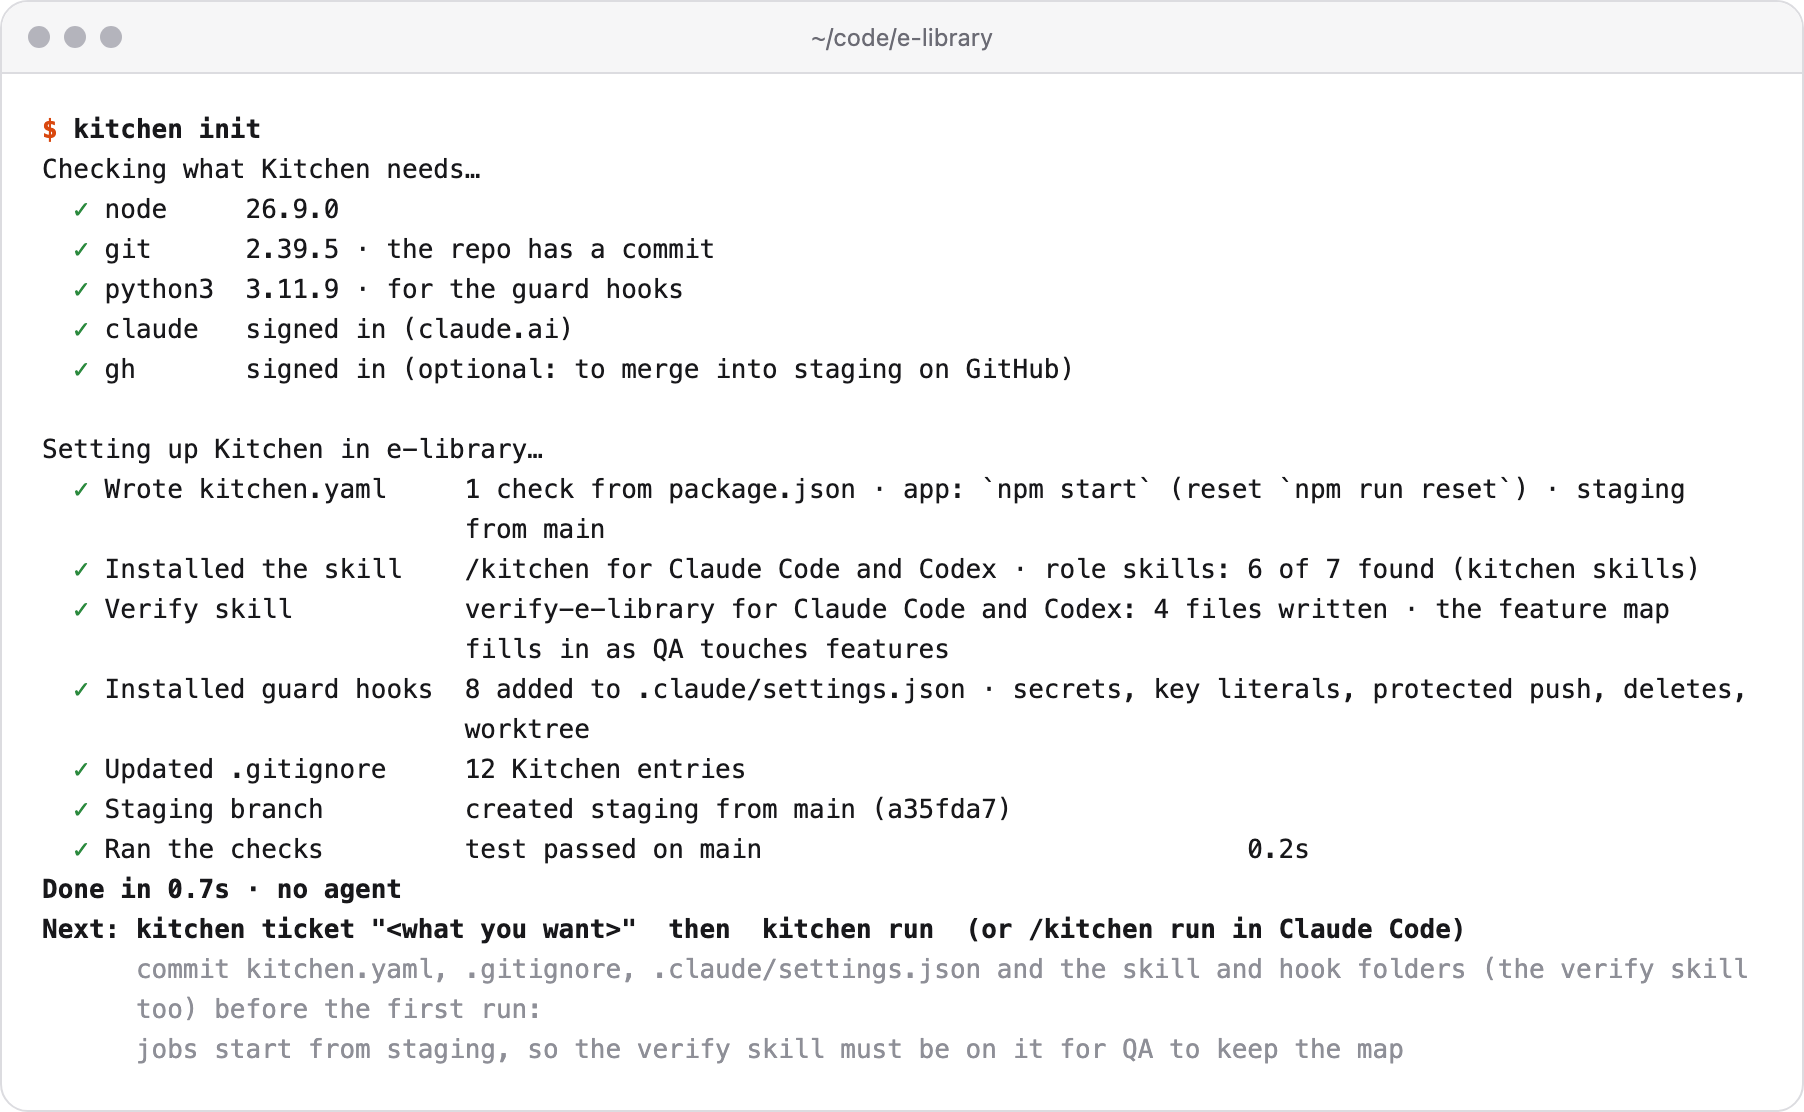 ~/code/e-library
$ kitchen init
Checking what Kitchen needs…
✓ node 26.9.0
✓ git 2.39.5 · the repo has a commit
✓ python3 3.11.9 · for the guard hooks
✓ claude signed in (claude.ai)
✓ gh signed in (optional: to merge into staging on GitHub)
Setting up Kitchen in e-library…
✓ Wrote kitchen.yaml 1 check from package.json · app: `npm start` (reset `npm run reset`) · staging
from main
✓ Installed the skill /kitchen for Claude Code and Codex · role skills: 6 of 7 found (kitchen skills)
✓ Verify skill verify-e-library for Claude Code and Codex: 4 files written · the feature map
fills in as QA touches features
✓ Installed guard hooks 8 added to .claude/settings.json · secrets, key literals, protected push, deletes,
worktree
✓ Updated .gitignore 12 Kitchen entries
✓ Staging branch created staging from main (a35fda7)
✓ Ran the checks test passed on main 0.2s
Done in 0.7s · no agent
Next: kitchen ticket "<what you want>" then kitchen run (or /kitchen run in Claude Code)
commit kitchen.yaml, .gitignore, .claude/settings.json and the skill and hook folders (the verify skill
too) before the first run:
jobs start from staging, so the verify skill must be on it for QA to keep the map